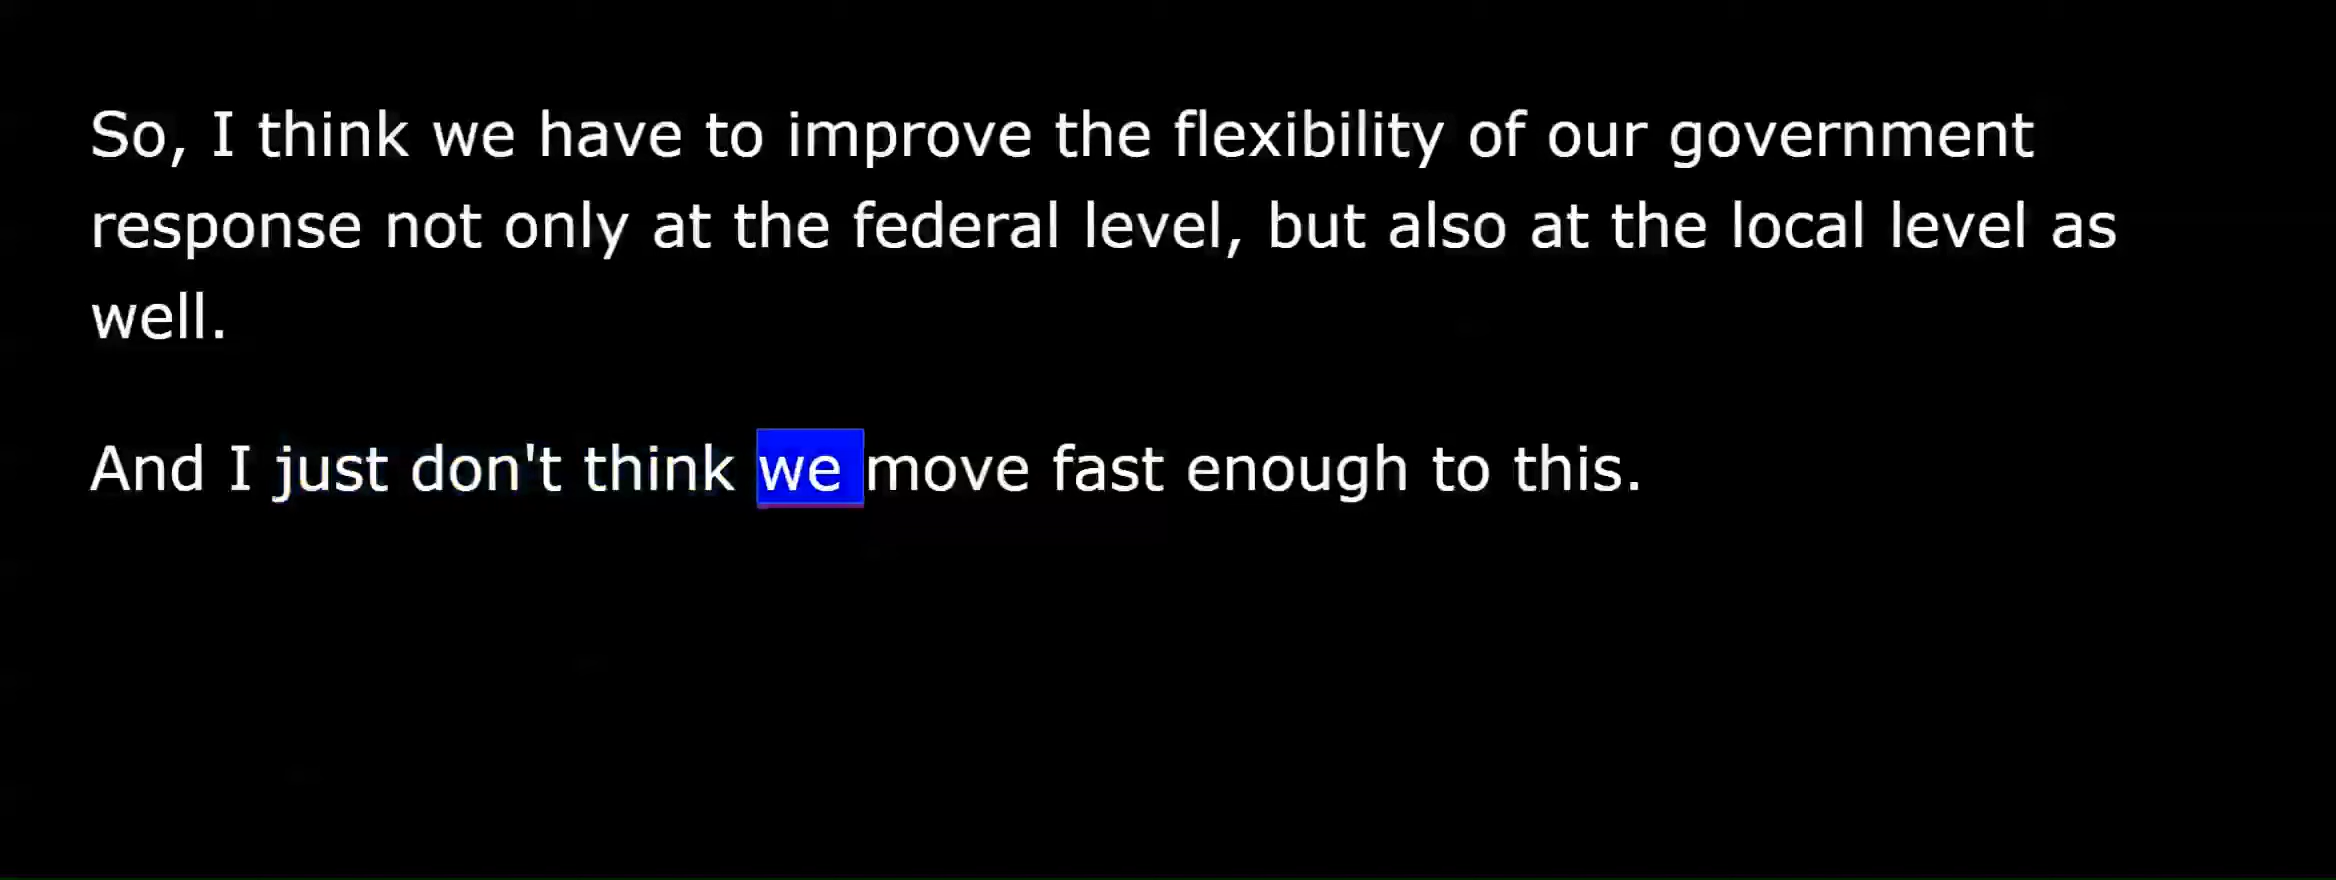 So, I think we have to improve the flexibility of our government
response not only at the federal level, but also at the local level as
well.
And I just don't think we move fast enough to this.